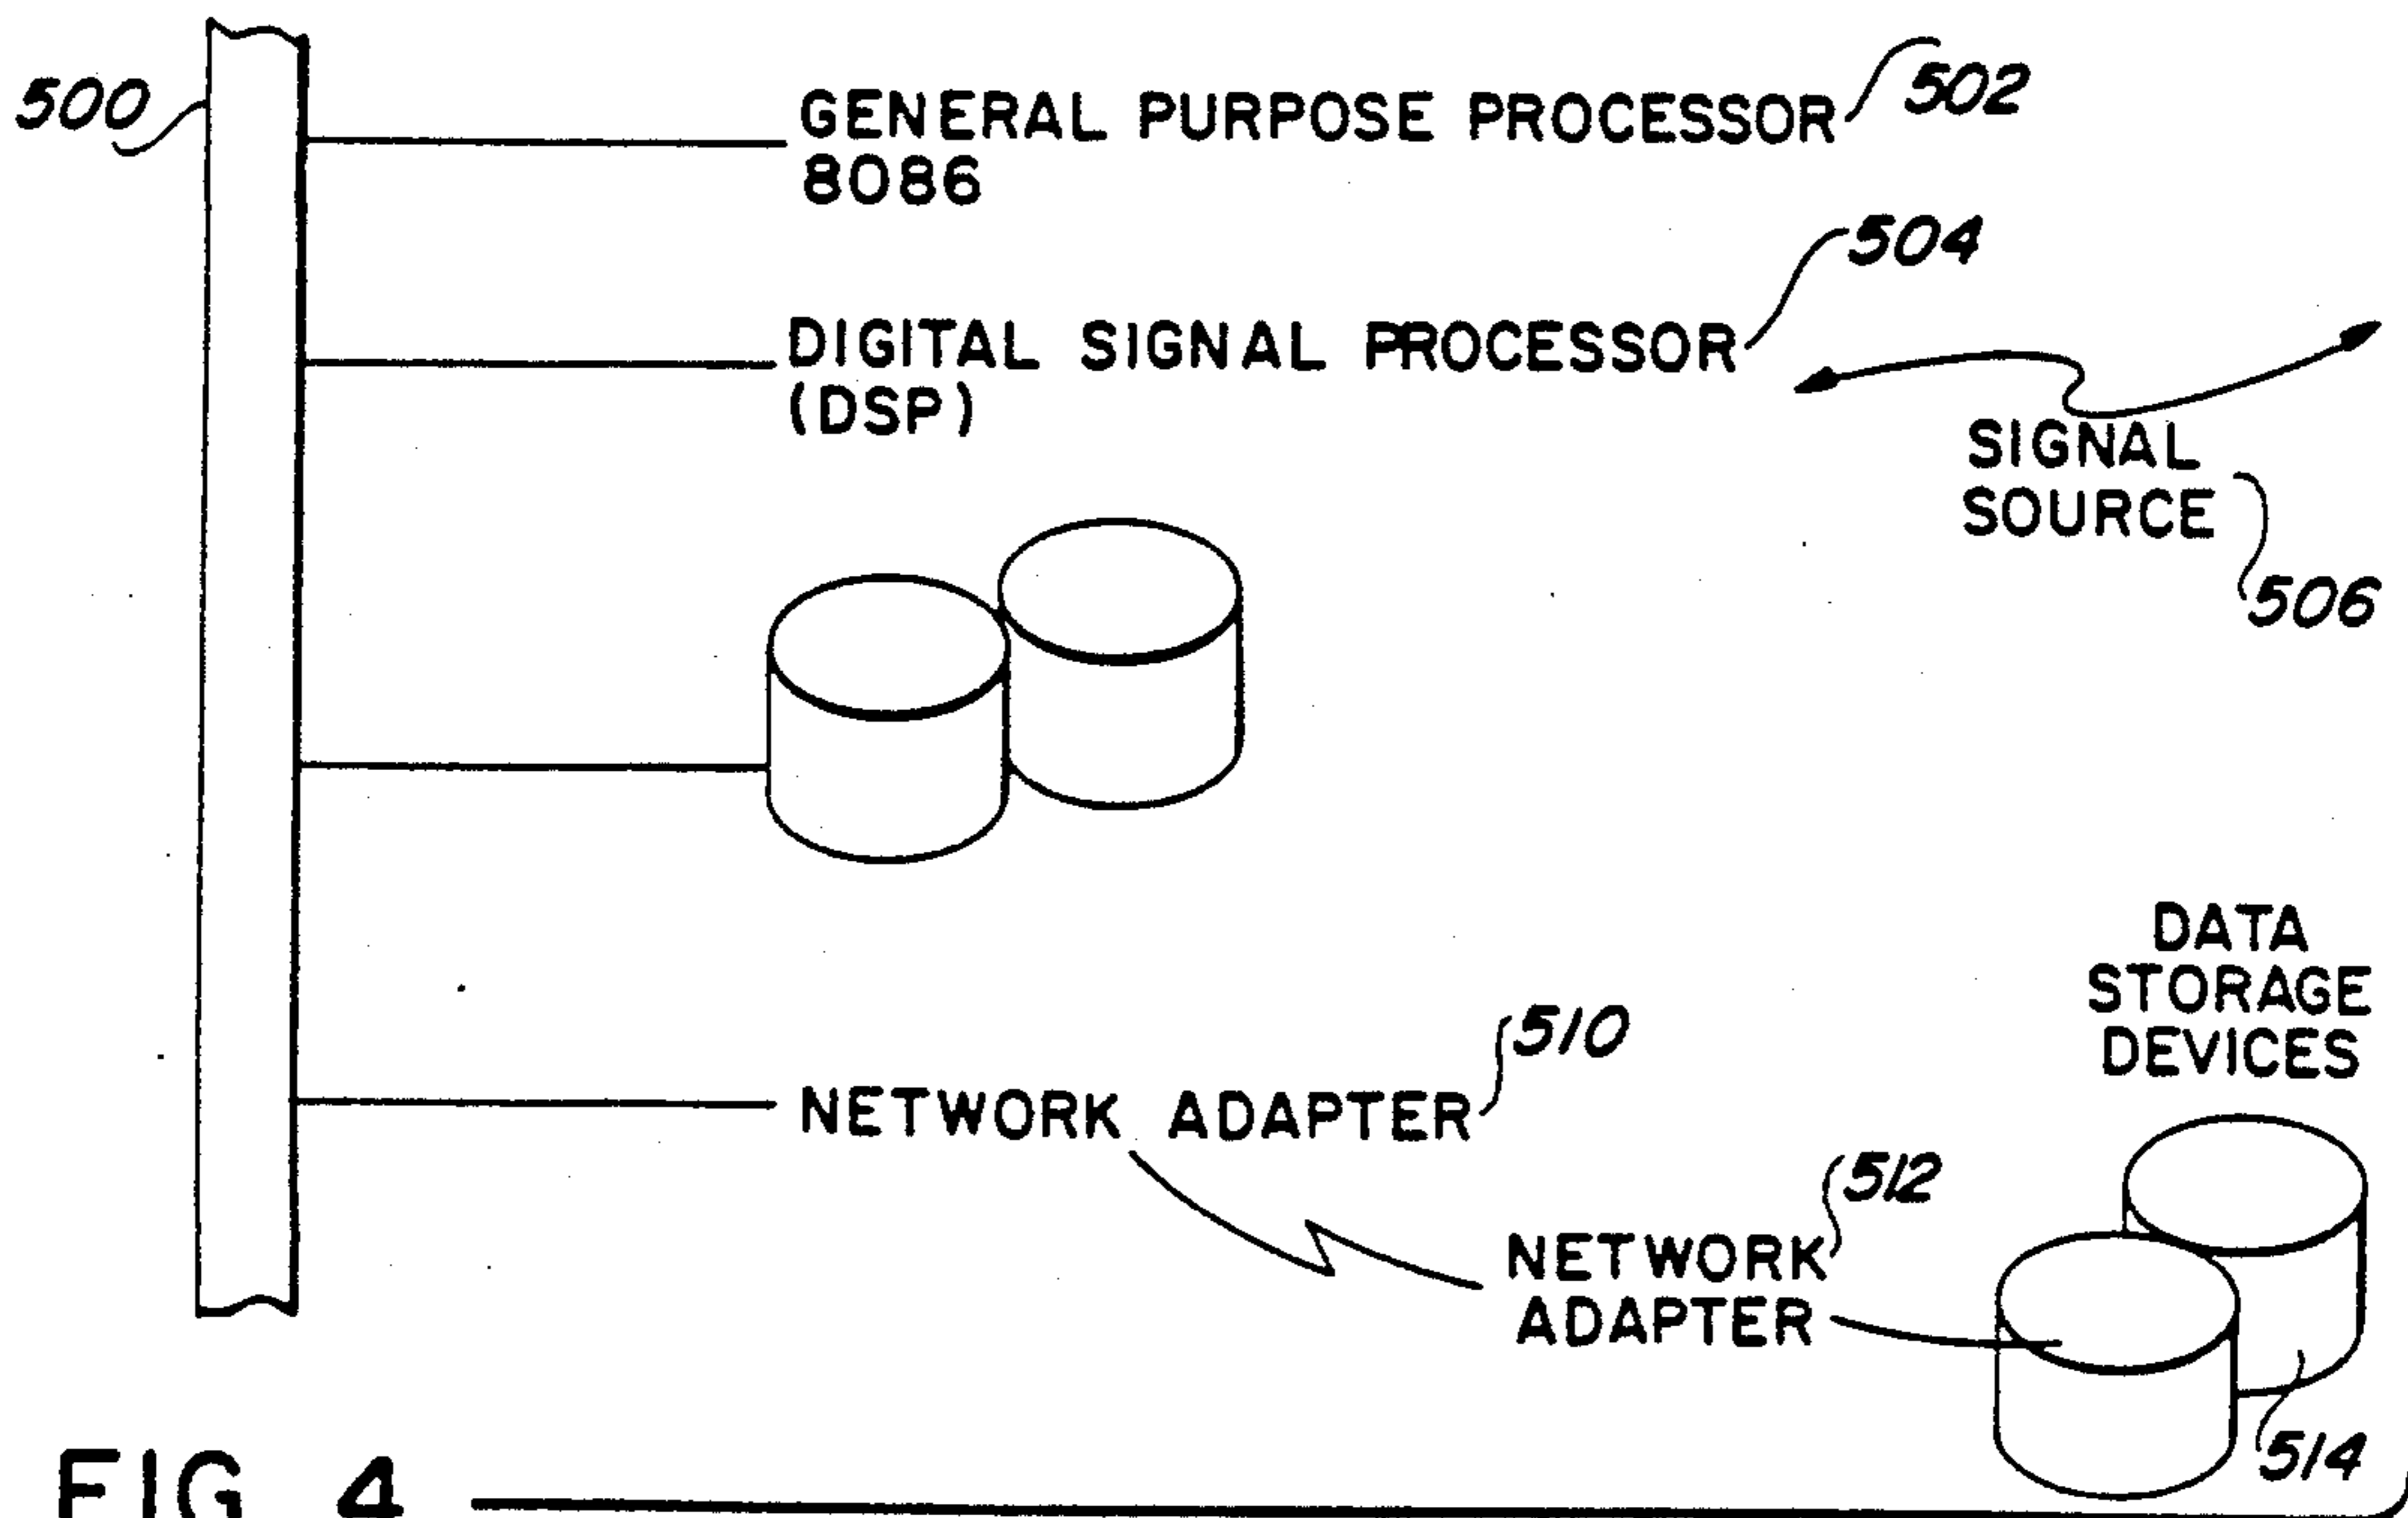 500
GENERAL PURPOSE PROCESSOR 502
8086
504
DIGITAL SIGNAL PROCESSOR
(DSP)
SIGNAL
SOURCE
506
DATA
STORAGE
DEVICES
510
NETWORK ADAPTER
512
NETWORK
ADAPTER
514
FIG 4